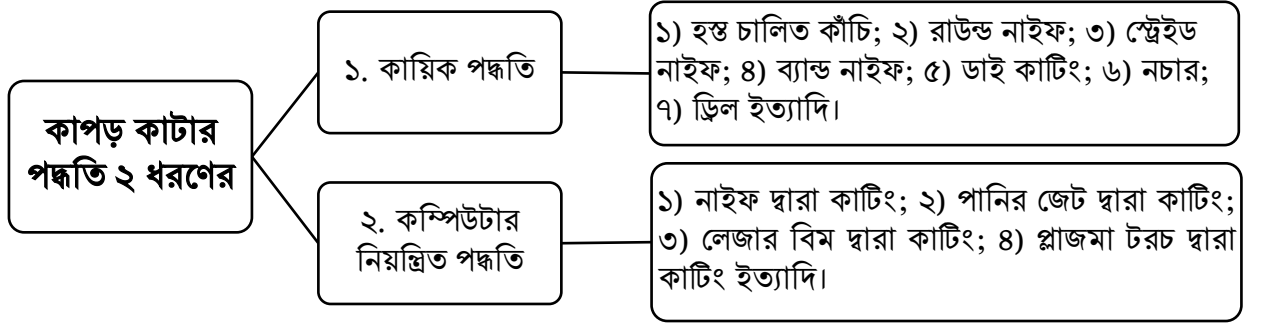 কাপড় কাটার
পদ্ধতি ২ ধরণের
১. কায়িক পদ্ধতি
১) হস্ত চালিত কাঁচি; ২) রাউন্ড নাইফ; ৩) স্ট্রেইড
নাইফ; ৪) ব্যান্ড নাইফ; ৫) ডাই কাটিং; ৬) নচার;
৭) ড্রিল ইত্যাদি।
২. কম্পিউটার
নিয়ন্ত্রিত পদ্ধতি
১) নাইফ দ্বারা কাটিং; ২) পানির জেট দ্বারা কাটিং;
৩) লেজার বিম দ্বারা কাটিং; ৪) প্লাজমা টরচ দ্বারা
কাটিং ইত্যাদি।